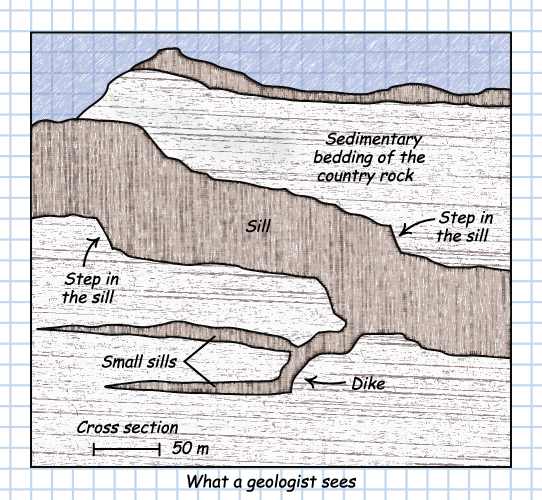 Sedimentary
bedding of the
country rock
Sill
Step in
the sill
Step in
the sill
Small sills
Dike
Cross section
50 m
What a geologist sees